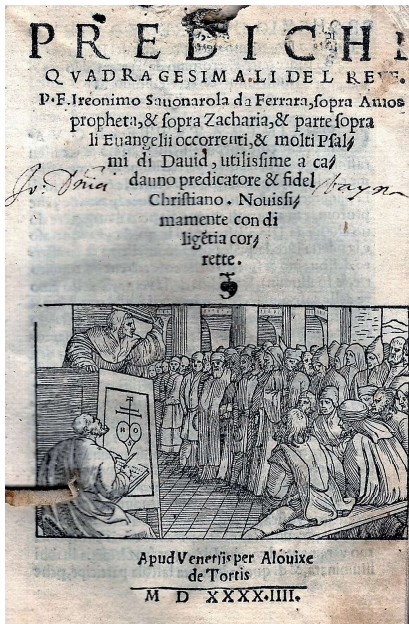 PREDICHE
QVADRAGESIMALI DEL REVE.
P.F. Ireonimo Sauonarola da Ferrara, sopra Amos
propheta, & sopra Zacharia, & parte sopra
li Euangelii occorrenti, & molti Psal/
mi di Dauid, utilissime a ca/
dauno predicatore & fidel
Christiano. Nouissi/
mamente con di
ligẽtia cor/
rette.
Apud Venetijs per Alouixe
de Tortis
M D XXXX.IIII.